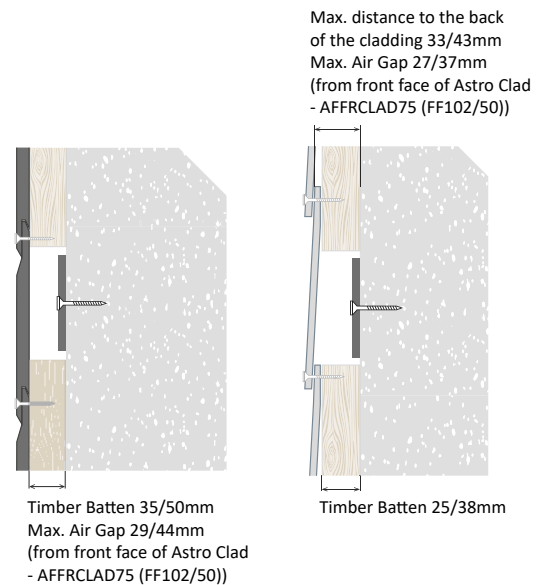 Max. distance to the back
of the cladding 33/43mm
Max. Air Gap 27/37mm
(from front face of Astro Clad
- AFFRCLAD75 (FF102/50))
Timber Batten 35/50mm
Max. Air Gap 29/44mm
(from front face of Astro Clad
- AFFRCLAD75 (FF102/50))
Timber Batten 25/38mm